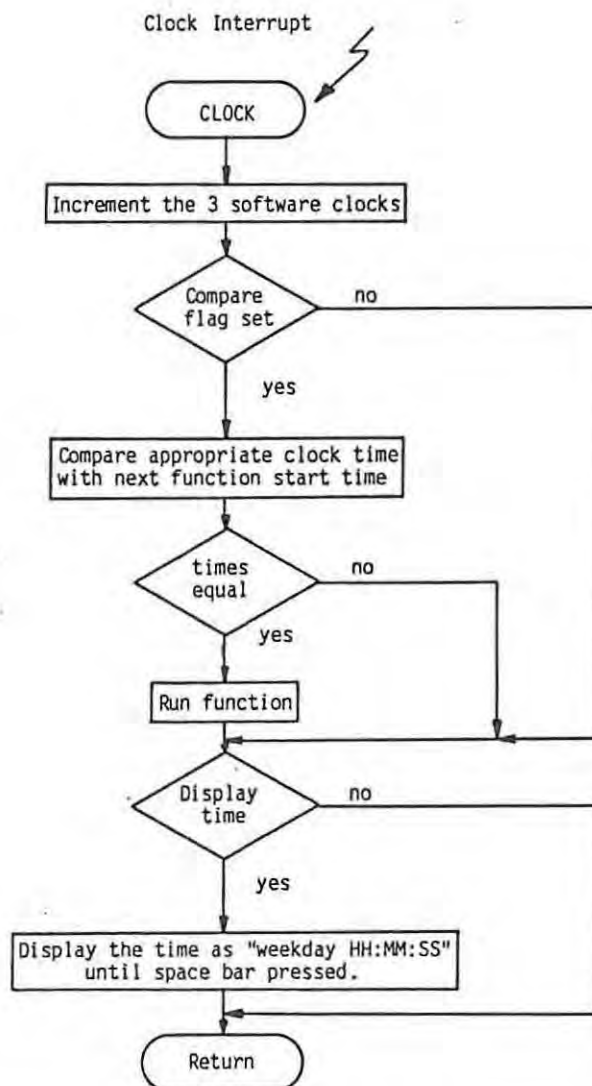 Clock Interrupt
CLOCK
Increment the 3 software clocks
Compare
flag set
no
yes
Compare appropriate clock time
with next function start time
times
equal
no
yes
Run function
Display
time
no
yes
Display the time as "weekday HH:MM:SS"
until space bar pressed.
Return